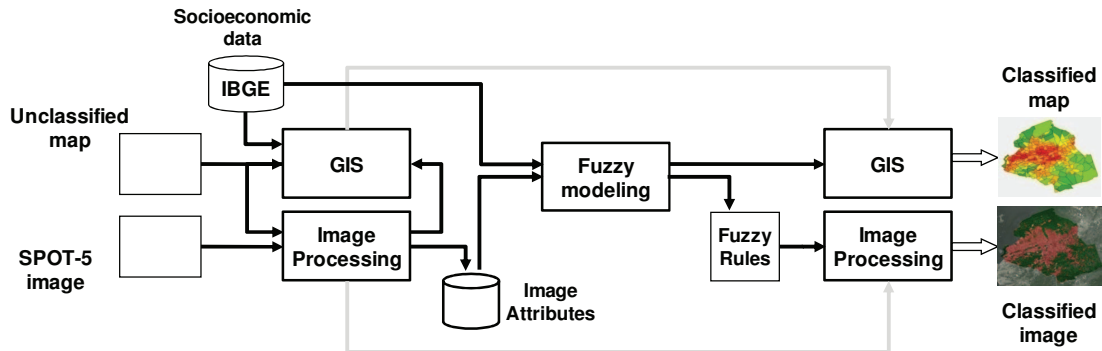 Socioeconomic
data
IBGE
Unclassified
map
GIS
SPOT-5
image
Image
Processing
Image
Attributes
Fuzzy
modeling
Fuzzy
Rules
GIS
Image
Processing
Classified
map
Classified
image